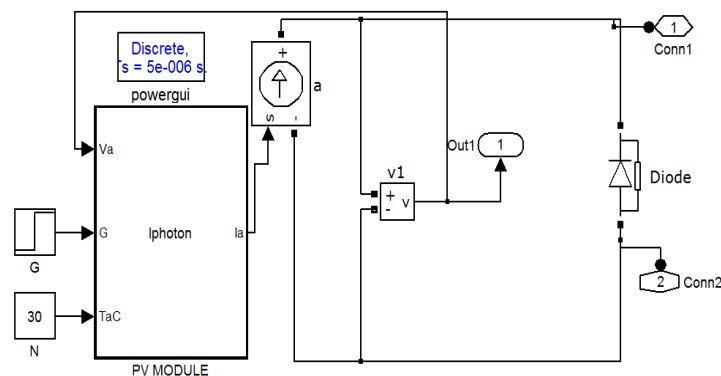 Discrete,
s = 5e-006 s.
powergui
+
s
-
a
Va
G
TaC
Iphoton
Ia
PV MODULE
G
30
N
v1
+
-
v
Out1
1
1
Conn1
Diode
2
Conn2